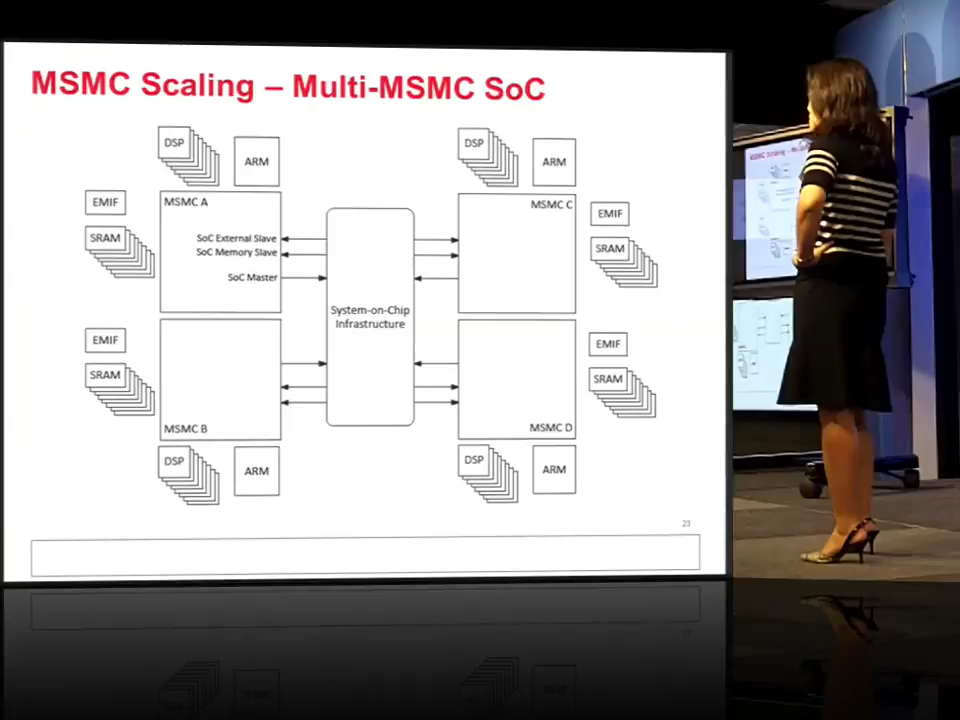 MSMC Scaling – Multi-MSMC SoC
DSP
ARM
DSP
ARM
EMIF
SRAM
MSMC A
SoC External Slave
SoC Memory Slave
SoC Master
System-on-Chip
Infrastructure
MSMC C
EMIF
SRAM
EMIF
SRAM
MSMC B
MSMC D
EMIF
SRAM
DSP
ARM
DSP
ARM
23